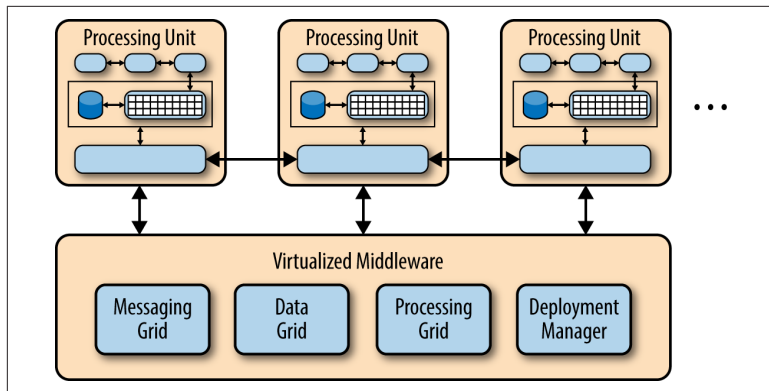 Processing Unit
Processing Unit
Processing Unit
Virtualized Middleware
Messaging
Grid
Data
Grid
Processing
Grid
Deployment
Manager